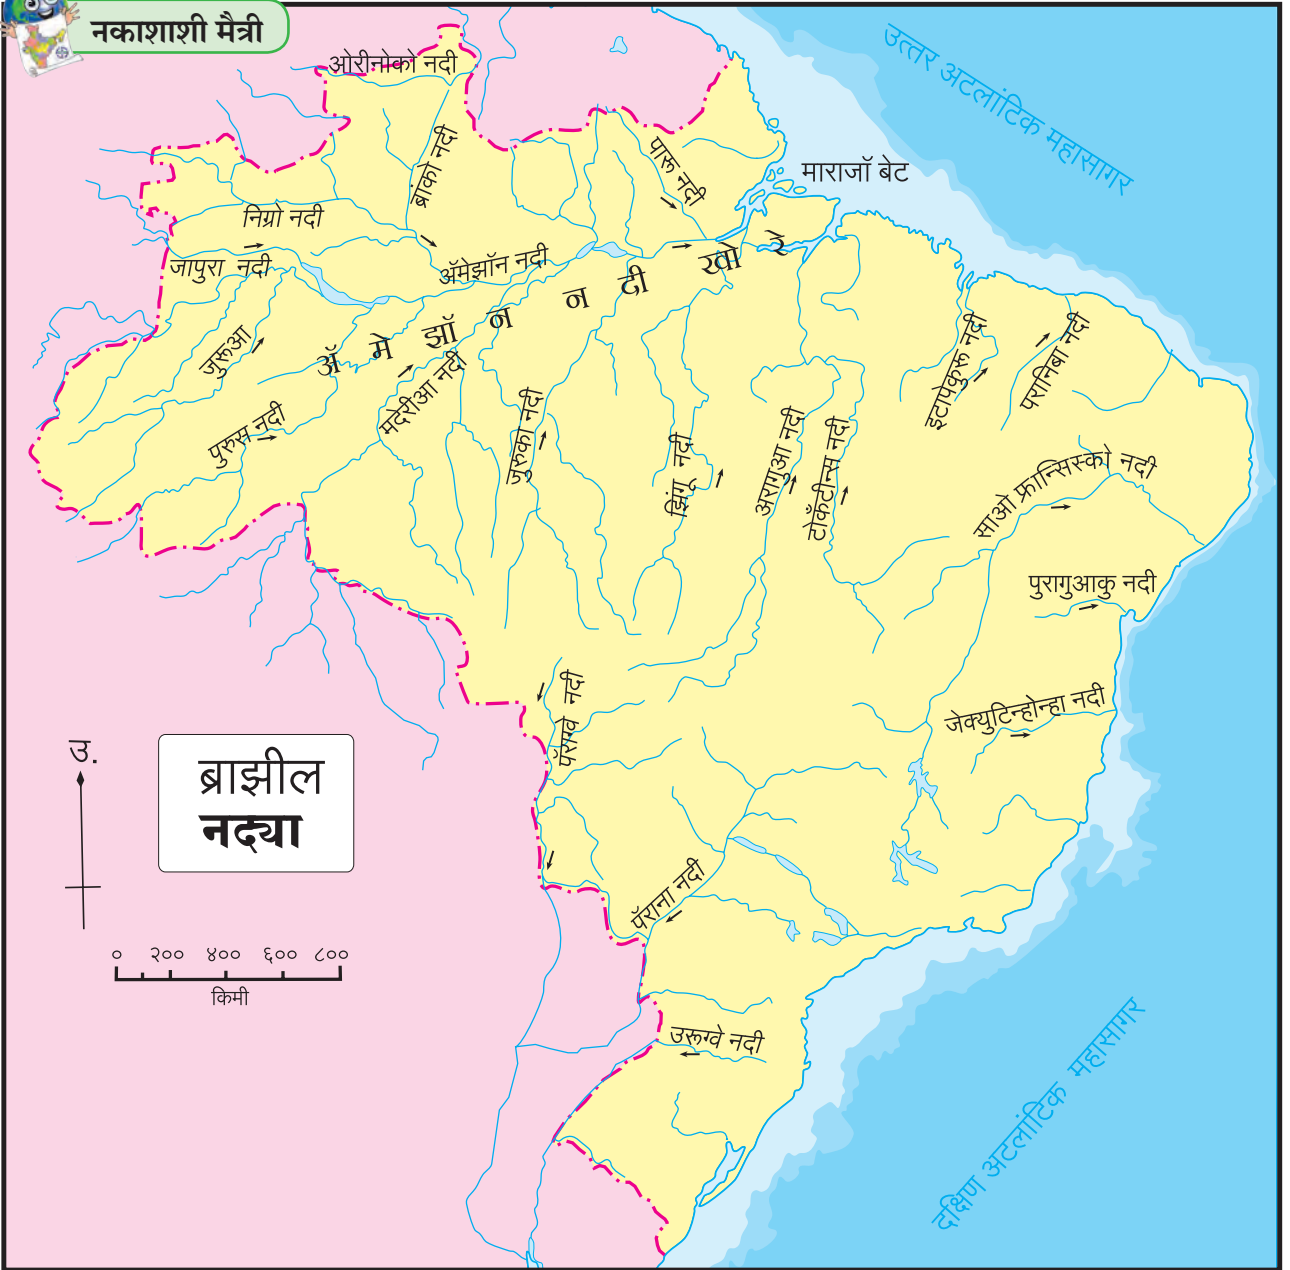 नकाशाशी मैत्री
ओरीनोको नदी
उत्तर अटलांटिक महासागर
ब्रांको नदी
पारू नदी
माराजॉ बेट
निग्रो नदी
जापुरा नदी
ॲमेझॉन नदी
ॲमेझॉन नदी खोरे
जुरूआ
पुरुस नदी
मदेरीआ नदी
जुरुका नदी
झिंगू नदी
अरागुआ नदी
टोकँटीन्स नदी
इटापेकुरू नदी
परानिबा नदी
साओ फ्रान्सिस्को नदी
पुरागुआकु नदी
जेक्युटिन्होन्हा नदी
पॅराग्वे नदी
उ.
ब्राझील
नद्या
पॅराना नदी
० २०० ४०० ६०० ८००
किमी
उरूग्वे नदी
दक्षिण अटलांटिक महासागर